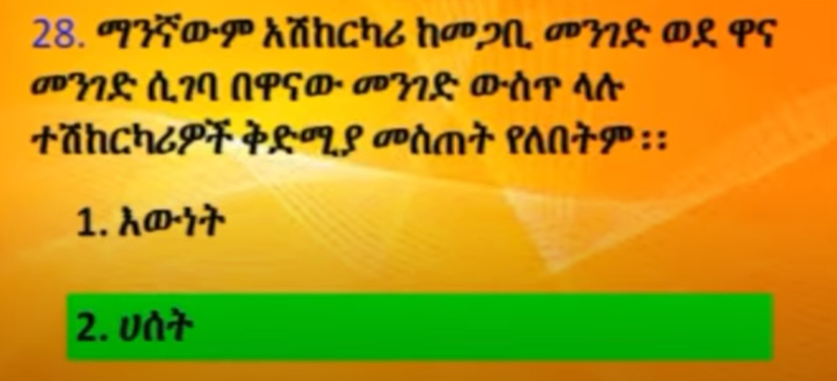 28. ማንኛውም አሽከርካሪ ከመጋቢ መንገድ ወደ ዋና
መንገድ ሲገባ በዋናው መንገድ ውስጥ ላሉ
ተሽከርካሪዎች ቅድሚያ መስጠት የለበትም፡፡
1. እውነት
2. ሀሰት